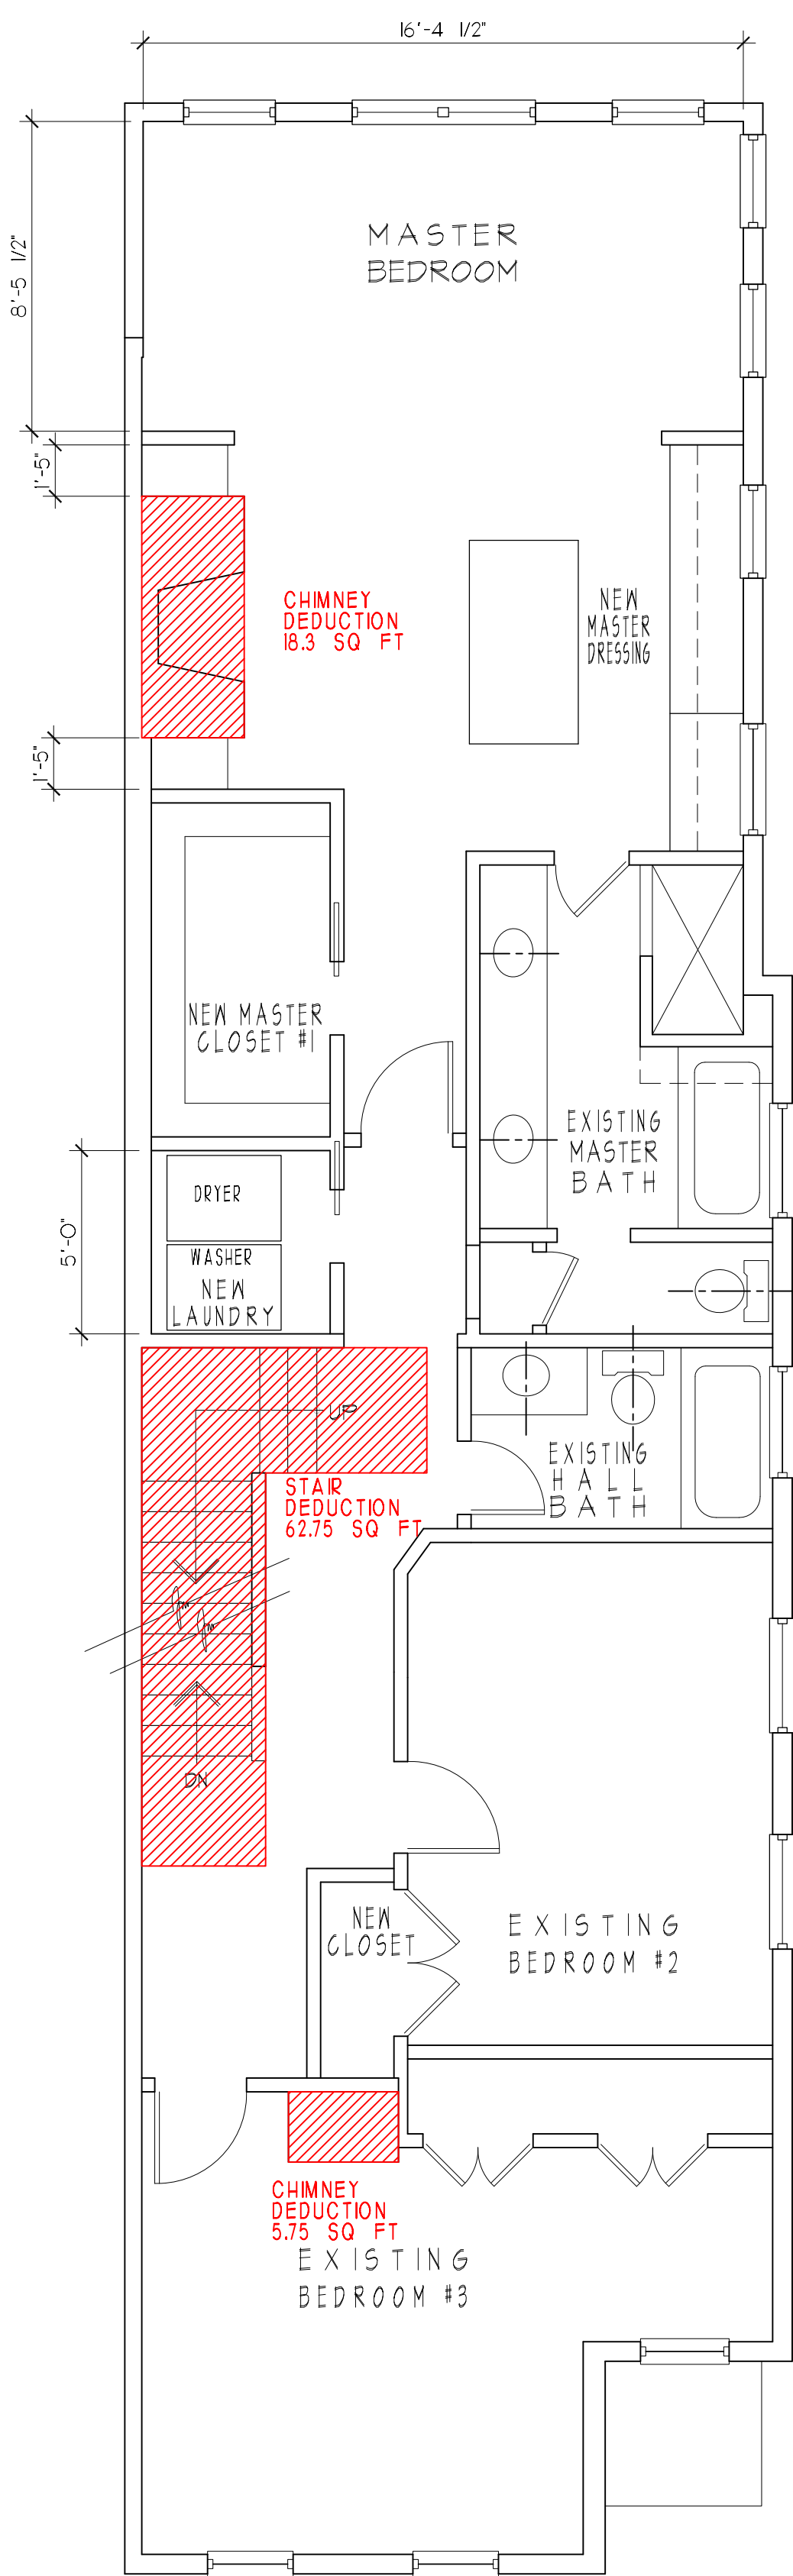 16'-4 1/2"
8'-5 1/2"
MASTER
BEDROOM
1'-5"
CHIMNEY
DEDUCTION
18.3 SQ FT
NEW
MASTER
DRESSING
1'-5"
NEW MASTER
CLOSET #1
EXISTING
MASTER
BATH
5'-0"
DRYER
WASHER
NEW
LAUNDRY
UP
STAIR
DEDUCTION
62.75 SQ FT
EXISTING
HALL
BATH
DN
NEW
CLOSET
EXISTING
BEDROOM #2
CHIMNEY
DEDUCTION
5.75 SQ FT
EXISTING
BEDROOM #3